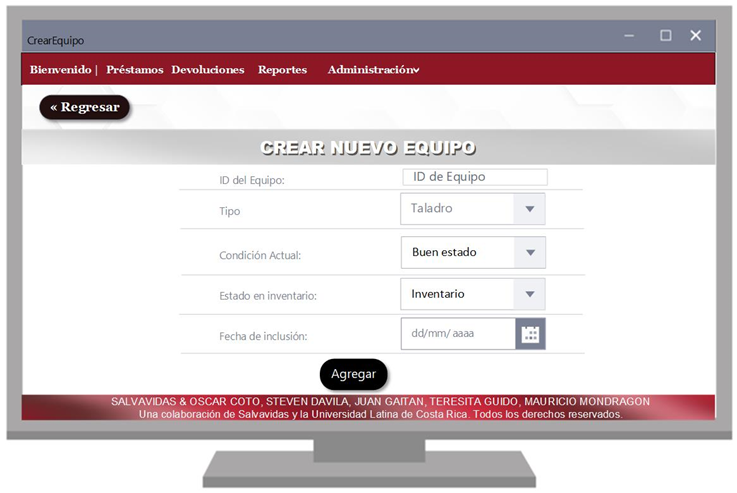 CrearEquipo
Bienvenido | Préstamos Devoluciones Reportes Administración
« Regresar
CREAR NUEVO EQUIPO
ID del Equipo: ID de Equipo
Tipo Taladro
Condición Actual: Buen estado
Estado en inventario: Inventario
Fecha de inclusión: dd/mm/ aaaa
Agregar
SALVAVIDAS & OSCAR COTO, STEVEN DAVILA, JUAN GAITAN, TERESITA GUIDO, MAURICIO MONDRAGON
Una colaboración de Salvavidas y la Universidad Latina de Costa Rica. Todos los derechos reservados.